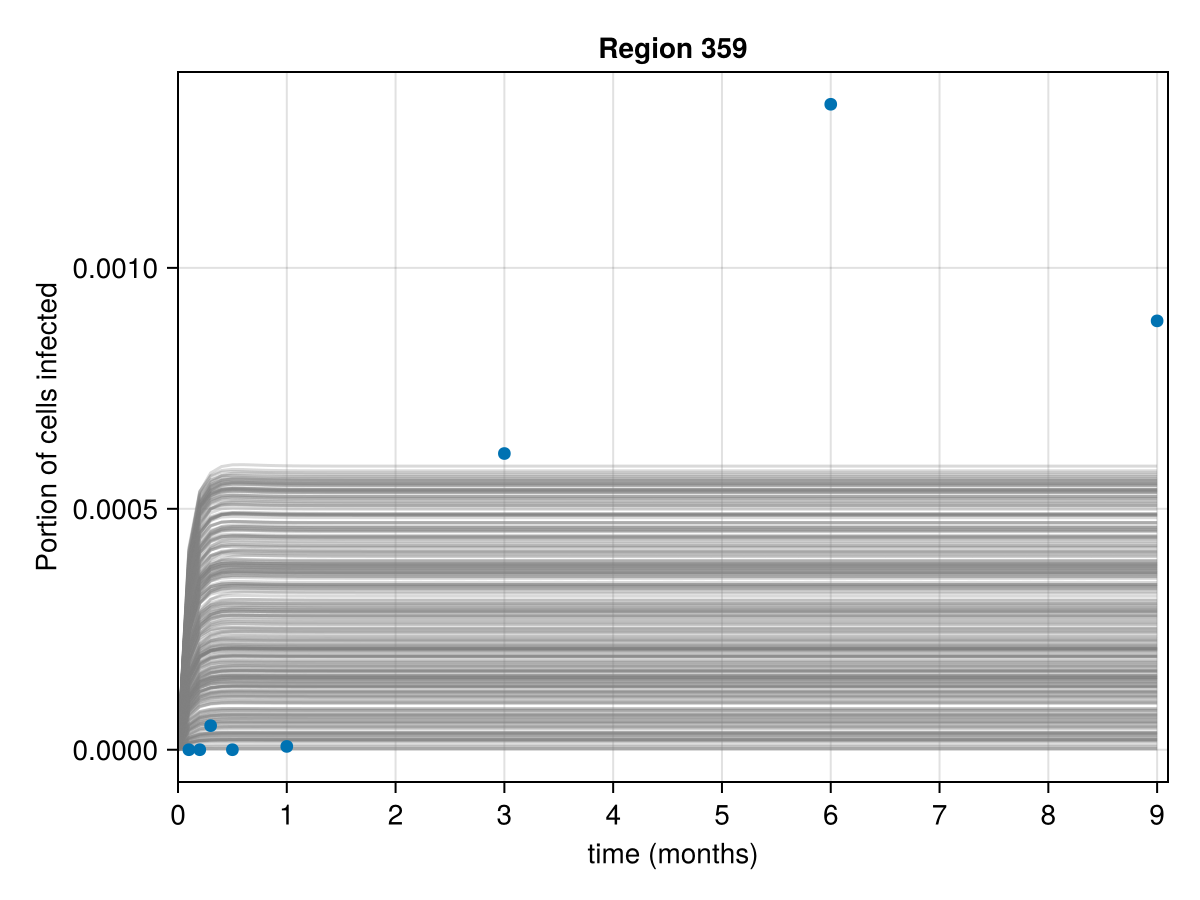 Region 359
Portion of cells infected
0.0010
0.0005
0.0000
0 1 2 3 4 5 6 7 8 9
time (months)